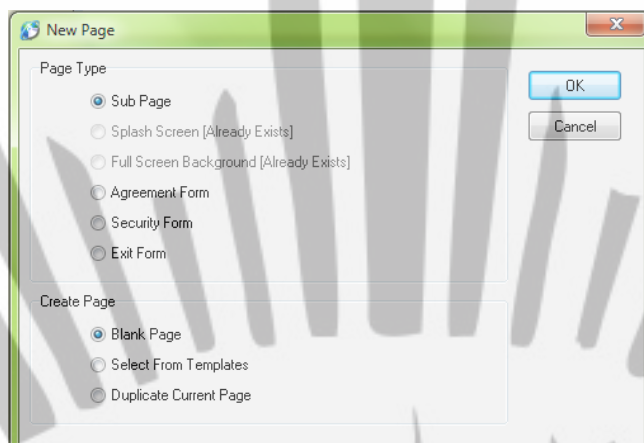 New Page
Page Type
Sub Page
Splash Screen [Already Exists]
Full Screen Background [Already Exists]
Agreement Form
Security Form
Exit Form
OK
Cancel
Create Page
Blank Page
Select From Templates
Duplicate Current Page